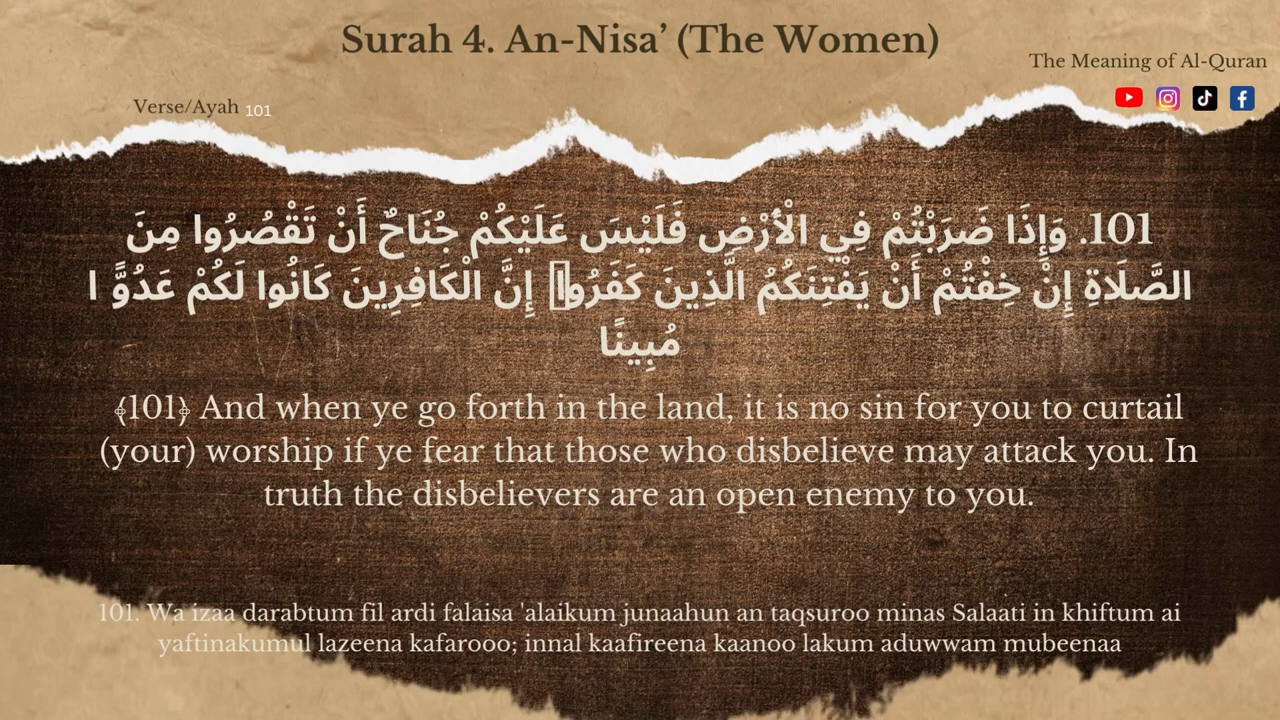 Surah 4. An-Nisa’ (The Women)
The Meaning of Al-Quran
Verse/Ayah 101
101. وَإِذَا ضَرَبْتُمْ فِي الْأَرْضِ فَلَيْسَ عَلَيْكُمْ جُنَاحٌ أَنْ تَقْصُرُوا مِنَ
الصَّلَاةِ إِنْ خِفْتُمْ أَنْ يَفْتِنَكُمُ الَّذِينَ كَفَرُوا إِنَّ الْكَافِرِينَ كَانُوا لَكُمْ عَدُوًّ ا
مُبِينًا
﴾101﴿ And when ye go forth in the land, it is no sin for you to curtail
(your) worship if ye fear that those who disbelieve may attack you. In
truth the disbelievers are an open enemy to you.
101. Wa izaa darabtum fil ardi falaisa 'alaikum junaahun an taqsuroo minas Salaati in khiftum ai
yaftinakumul lazeena kafarooo; innal kaafireena kaanoo lakum aduwwam mubeenaa